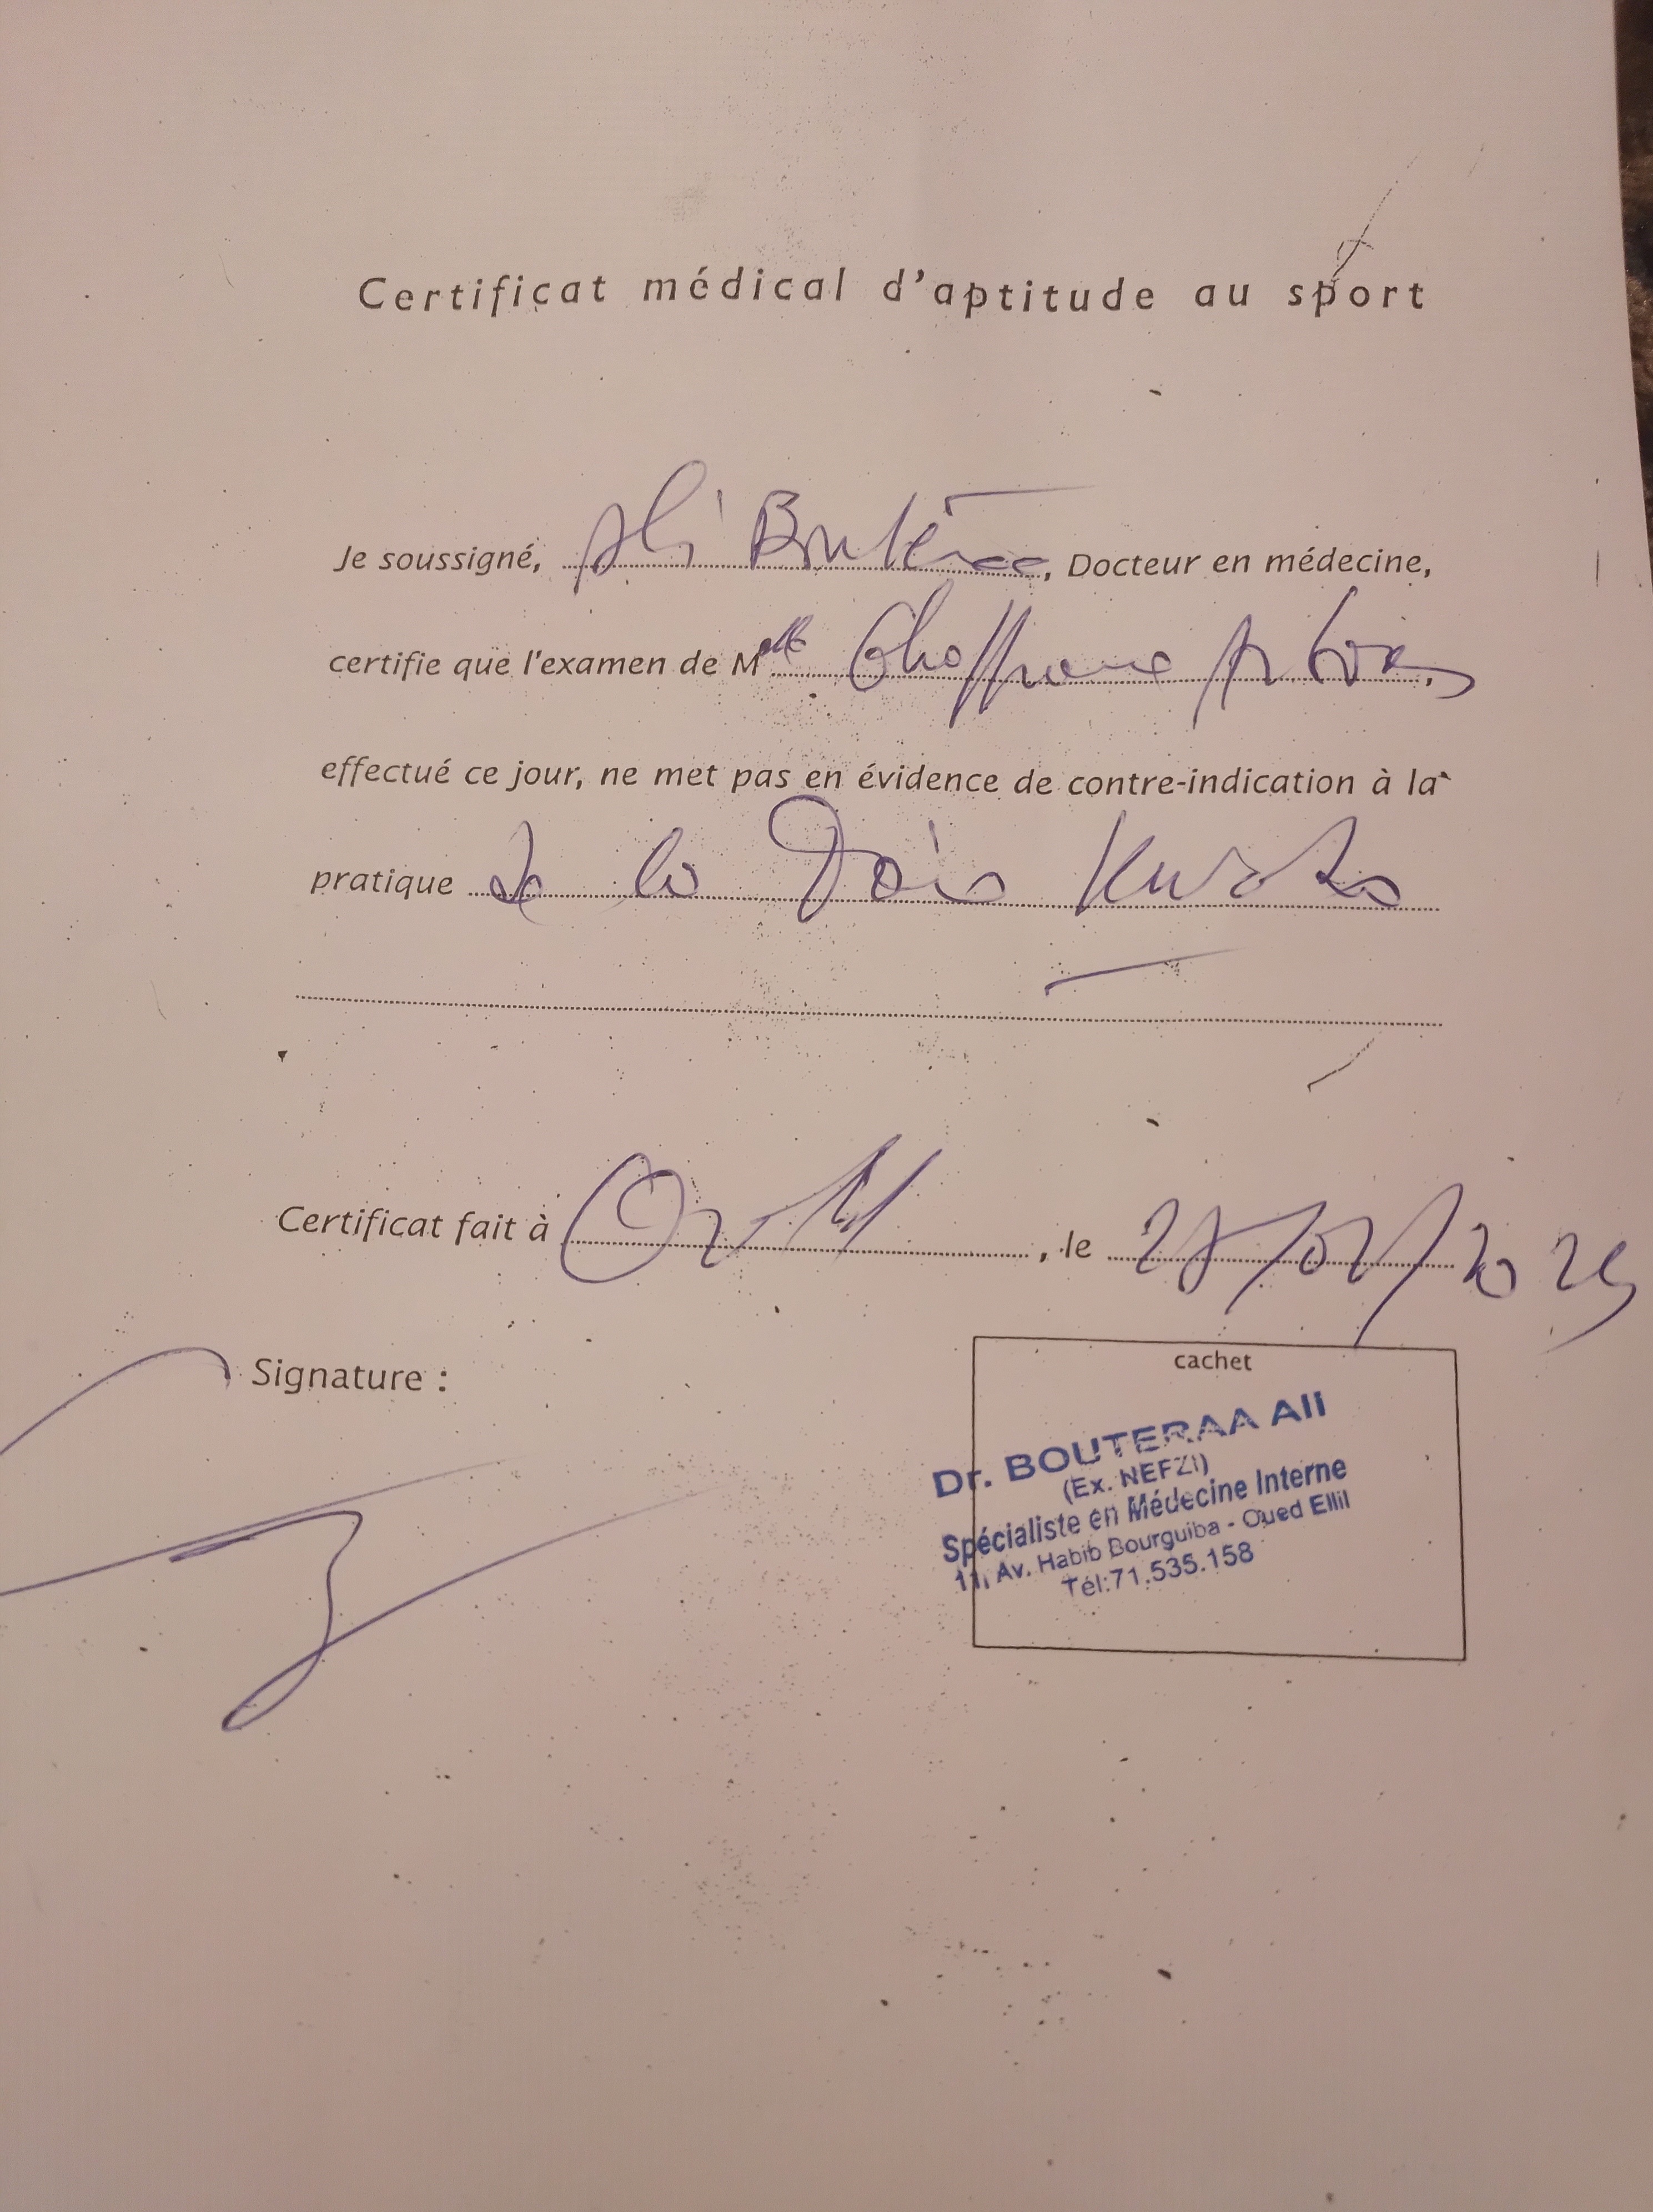 Certificat médical d'aptitude au sport
Je soussigné, Ali Bouteraa, Docteur en médecine,
certifie que l'examen de Mlle
effectué ce jour, ne met pas en évidence de contre-indication à la
pratique de la
Certificat fait à , le /2025
Signature :
cachet
Dr. BOUTERAA Ali
(Ex. NEFZI)
Spécialiste en Médecine Interne
11, Av. Habib Bourguiba - Oued Ellil
Tél:71.535.158